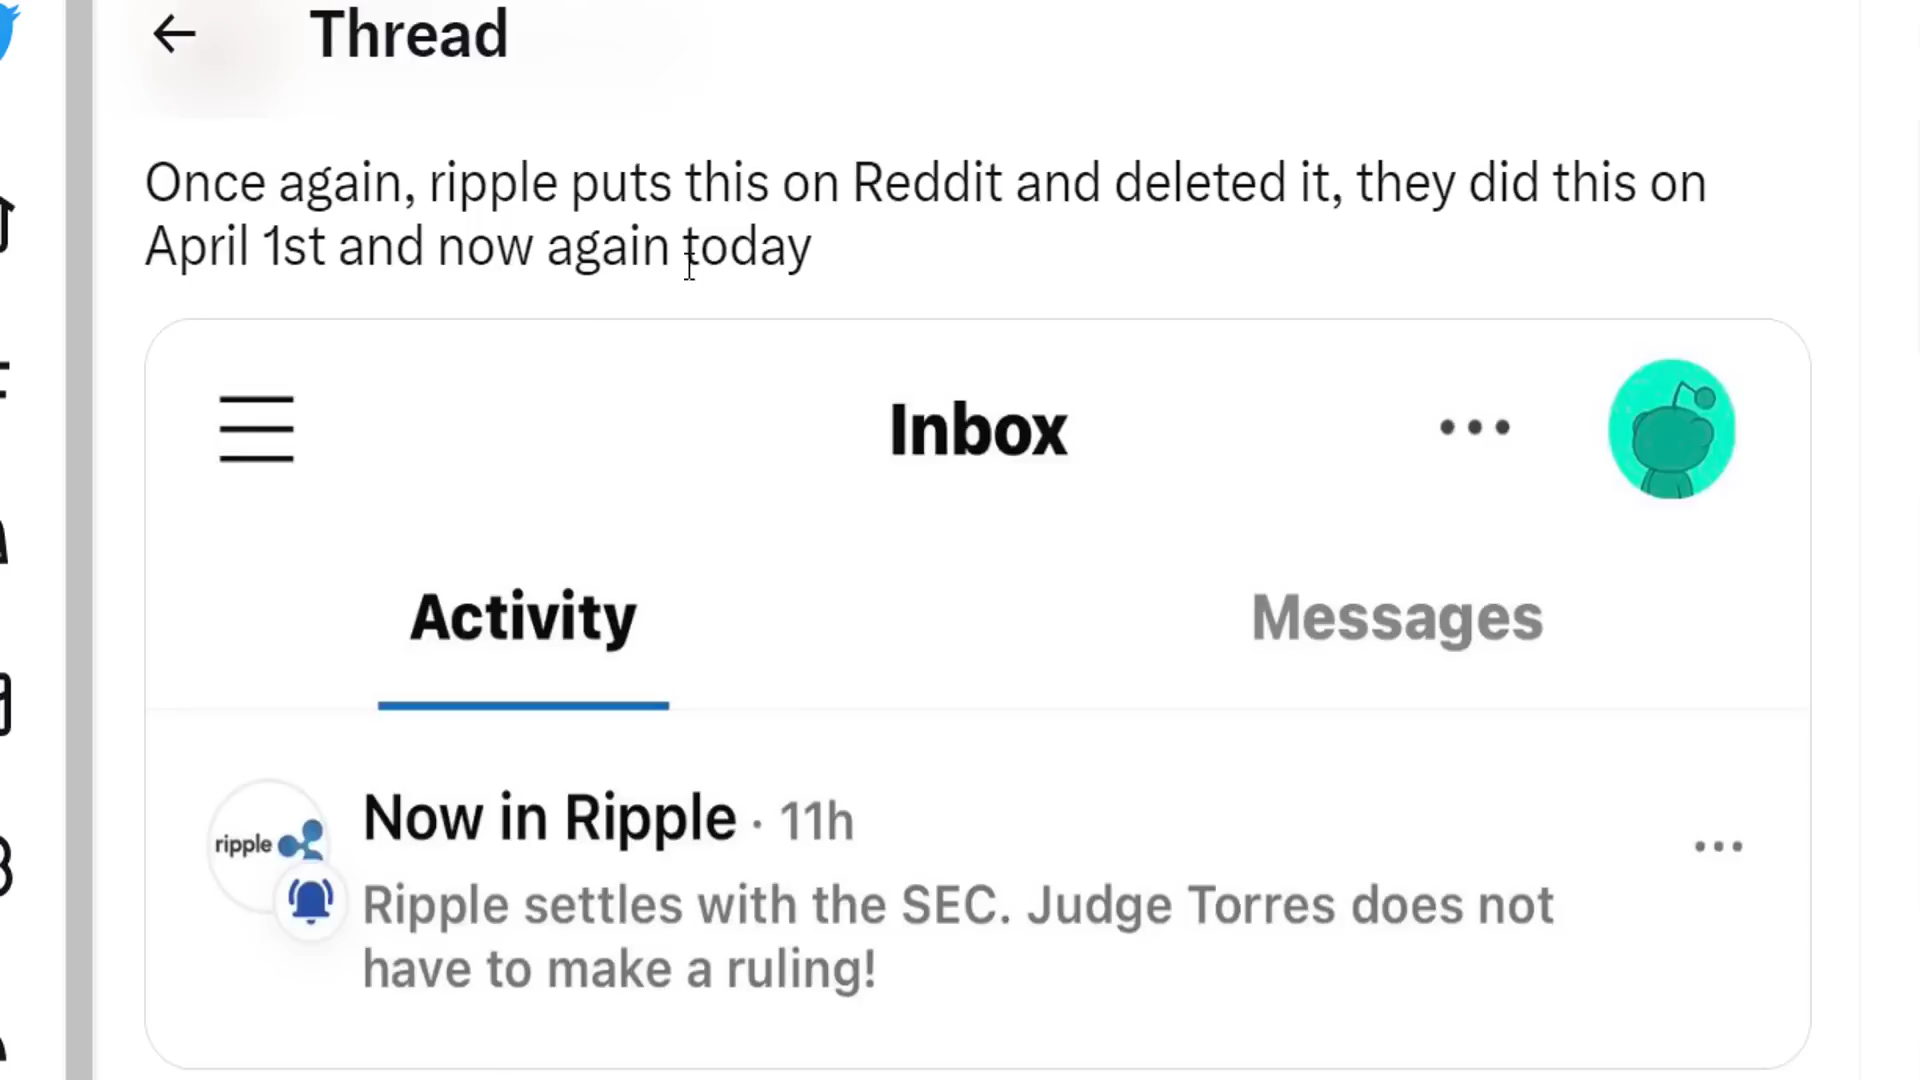 Thread
Once again, ripple puts this on Reddit and deleted it, they did this on
April 1st and now again today
Inbox
Activity
Messages
Now in Ripple · 11h
ripple
Ripple settles with the SEC. Judge Torres does not
have to make a ruling!